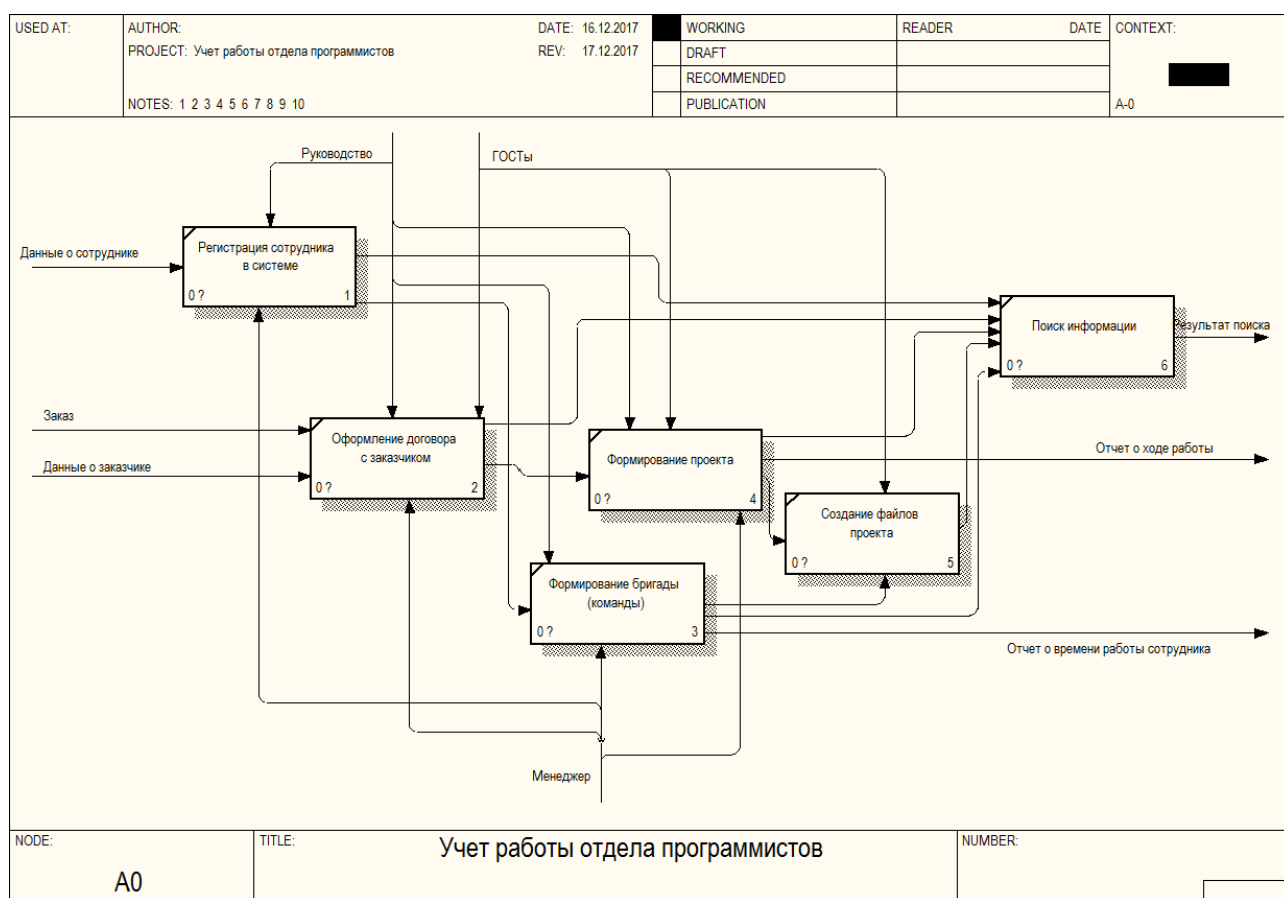 USED AT:
AUTHOR:
DATE: 16.12.2017
PROJECT: Учет работы отдела программистов
REV: 17.12.2017
NOTES: 1 2 3 4 5 6 7 8 9 10
WORKING
DRAFT
RECOMMENDED
PUBLICATION
READER
DATE
CONTEXT:
A-0
Руководство
ГОСТы
Данные о сотруднике
Регистрация сотрудника
в системе
0 ?
1
Поиск информации
0 ?
6
Результат поиска
Заказ
Данные о заказчике
Оформление договора
с заказчиком
0 ?
2
Формирование проекта
0 ?
4
Отчет о ходе работы
Создание файлов
проекта
0 ?
5
Формирование бригады
(команды)
0 ?
3
Отчет о времени работы сотрудника
Менеджер
NODE:
A0
TITLE:
Учет работы отдела программистов
NUMBER: